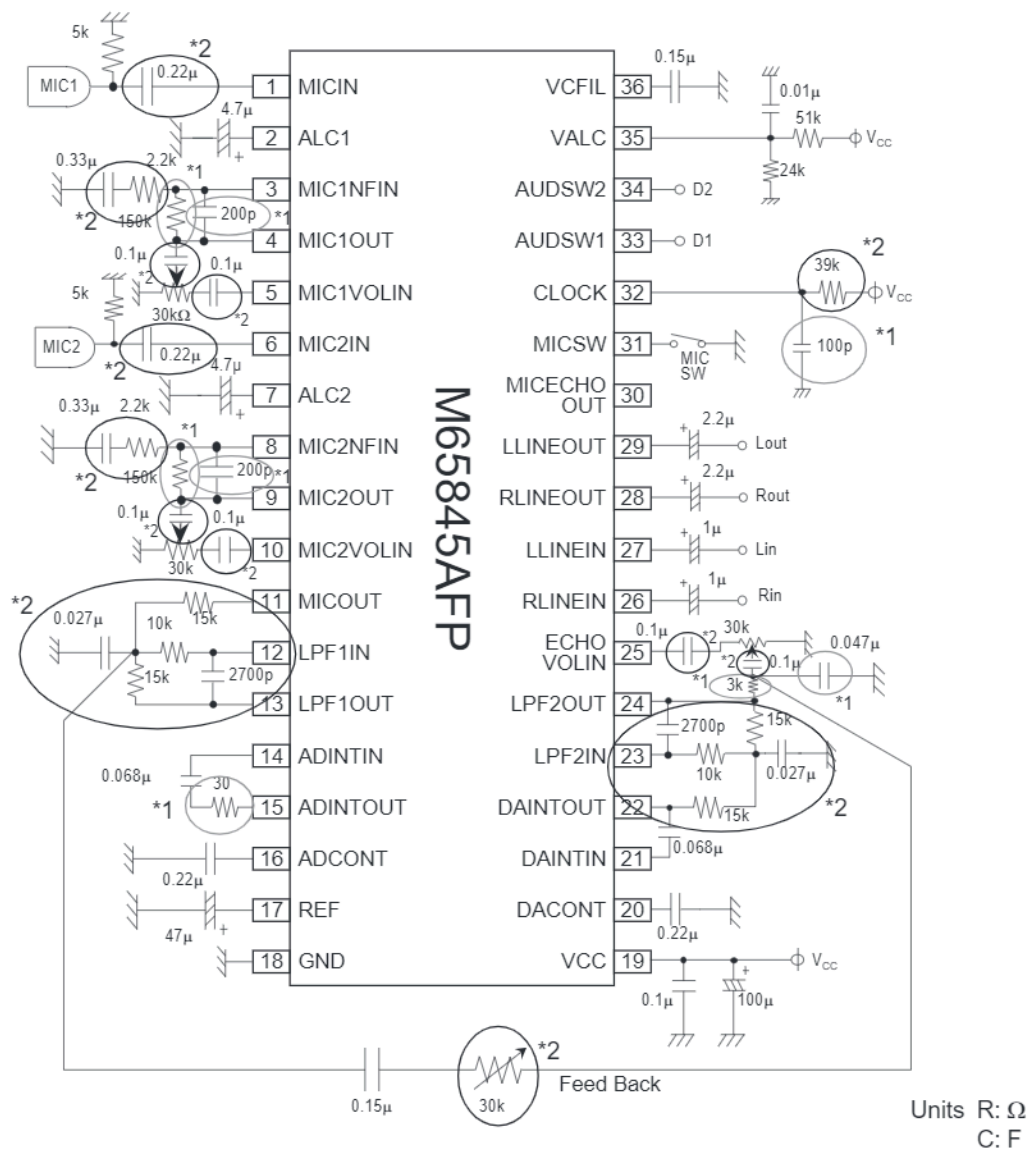 5k
*2
MIC1
0.22μ
1 MICIN
4.7μ
+
2 ALC1
0.33μ
2.2k
*1
3 MIC1NFIN
*2
150k
200p
*1
4 MIC1OUT
0.1μ
*2
0.1μ
5k
5 MIC1VOLIN
30kΩ
*2
MIC2
0.22μ
6 MIC2IN
*2
4.7μ
+
7 ALC2
0.33μ
2.2k
*1
8 MIC2NFIN
*2
150k
200p
*1
9 MIC2OUT
0.1μ
*2
0.1μ
10 MIC2VOLIN
30k
*2
*2
0.027μ
11 MICOUT
15k
10k
12 LPF1IN
15k
2700p
13 LPF1OUT
14 ADINTIN
0.068μ
30
*1
15 ADINTOUT
16 ADCONT
0.22μ
17 REF
47μ
+
18 GND
M65845AFP
0.15μ
VCFIL 36
0.01μ
51k
VALC 35
VCC
24k
AUDSW2 34
D2
AUDSW1 33
D1
39k
*2
CLOCK 32
VCC
*1
100p
MICSW 31
MIC
SW
MICECHO
OUT 30
2.2μ
+
LLINEOUT 29
Lout
2.2μ
+
RLINEOUT 28
Rout
1μ
+
LLINEIN 27
Lin
1μ
+
RLINEIN 26
Rin
ECHO
VOLIN 25
0.1μ
*2
30k
0.047μ
*2
0.1μ
*1
3k
*1
LPF2OUT 24
2700p
15k
LPF2IN 23
10k
0.027μ
DAINTOUT 22
15k
*2
0.068μ
DAINTIN 21
DACONT 20
0.22μ
VCC 19
VCC
0.1μ
+
100μ
0.15μ
30k
*2
Feed Back
Units R: Ω
C: F